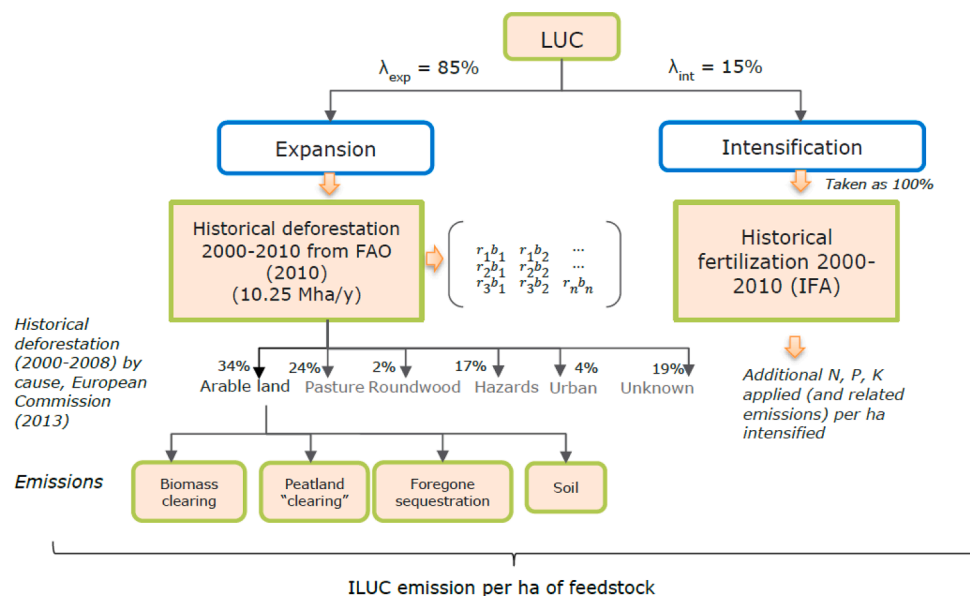 LUC
λexp = 85%
λint = 15%
Expansion
Intensification
Taken as 100%
Historical deforestation
2000-2010 from FAO
(2010)
(10.25 Mha/y)
r1b1 r1b2 ...
r2b1 r2b2 ...
r3b1 r3b2 rnbn
Historical
fertilization 2000-
2010 (IFA)
Historical
deforestation
(2000-2008) by
cause, European
Commission
(2013)
34% 24% 2% 17% 4% 19%
Arable land Pasture Roundwood Hazards Urban Unknown
Additional N, P, K
applied (and related
emissions) per ha
intensified
Emissions
Biomass
clearing
Peatland
“clearing”
Foregone
sequestration
Soil
ILUC emission per ha of feedstock